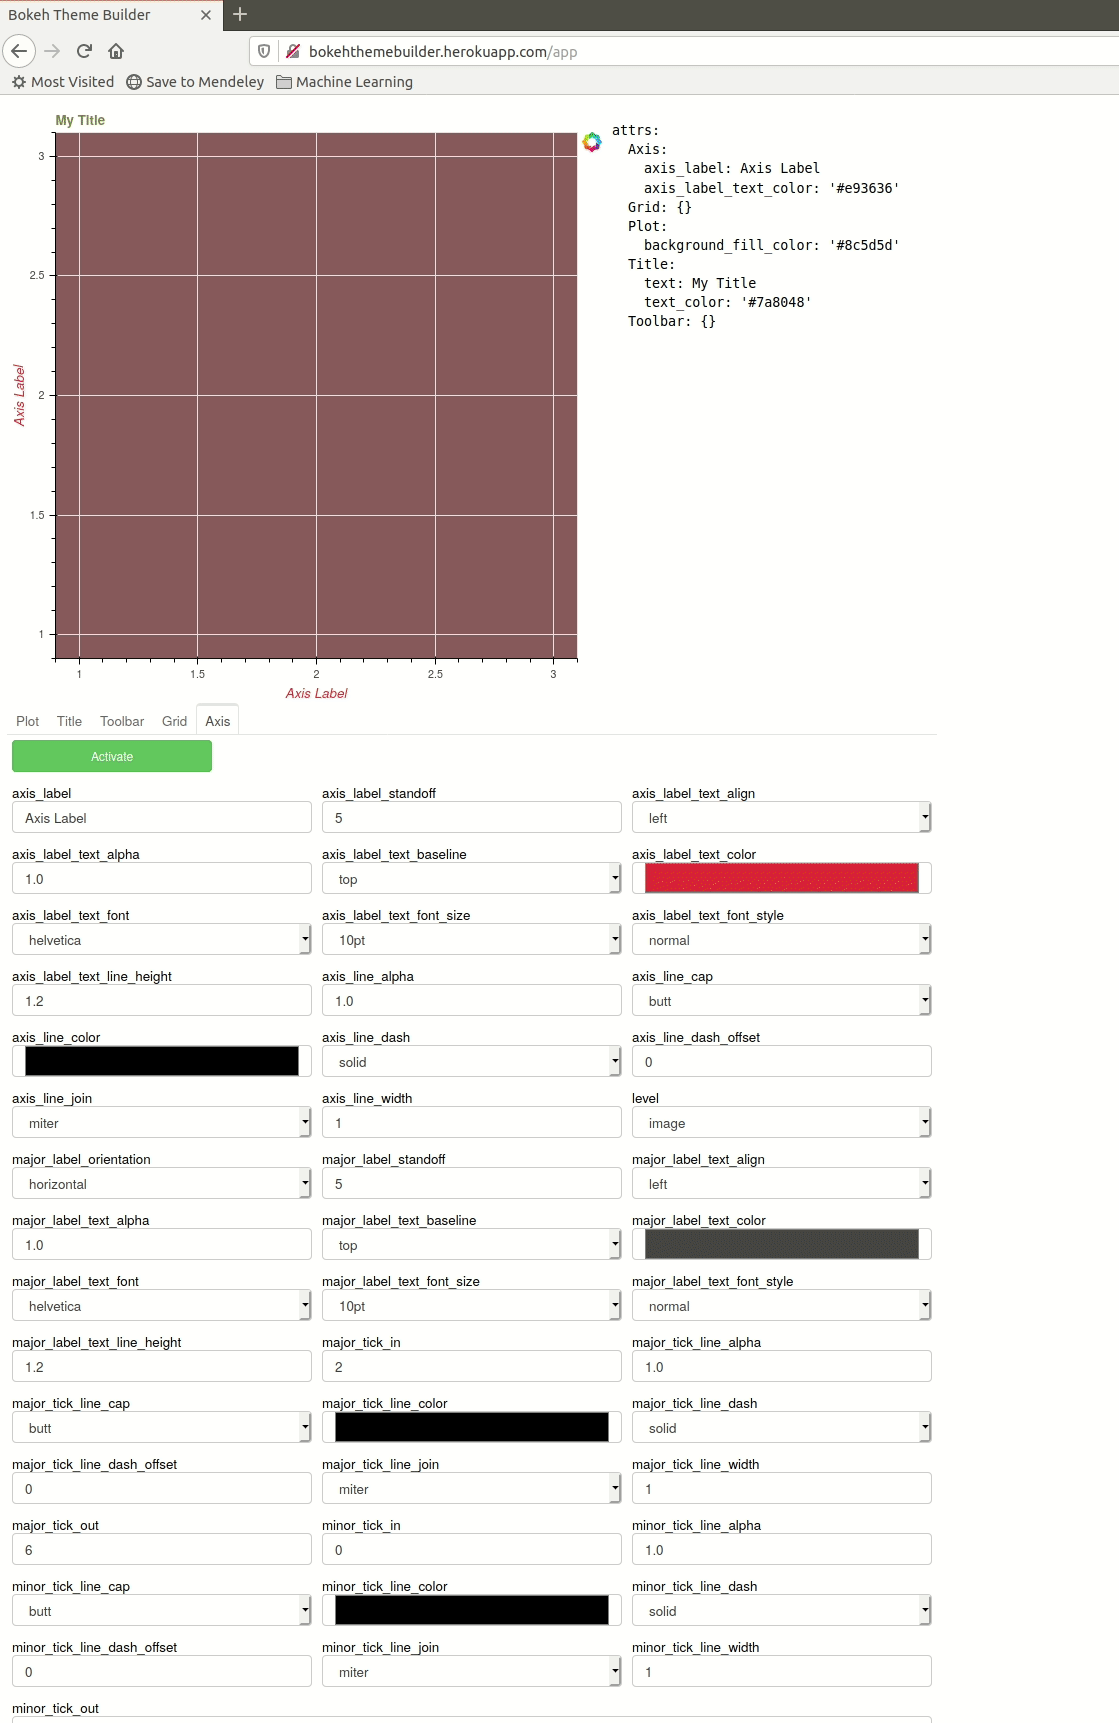 Bokeh Theme Builder
bokehthemebuilder.herokuapp.com/app
Most Visited Save to Mendeley Machine Learning
My Title
3
2.5
2
1.5
1
Axis Label
1 1.5 2 2.5 3
Axis Label
attrs:
Axis:
axis_label: Axis Label
axis_label_text_color: '#e93636'
Grid: {}
Plot:
background_fill_color: '#8c5d5d'
Title:
text: My Title
text_color: '#7a8048'
Toolbar: {}
Plot Title Toolbar Grid Axis
Activate
axis_label axis_label_standoff axis_label_text_align
Axis Label 5 left
axis_label_text_alpha axis_label_text_baseline axis_label_text_color
1.0 top
axis_label_text_font axis_label_text_font_size axis_label_text_font_style
helvetica 10pt normal
axis_label_text_line_height axis_line_alpha axis_line_cap
1.2 1.0 butt
axis_line_color axis_line_dash axis_line_dash_offset
solid 0
axis_line_join axis_line_width level
miter 1 image
major_label_orientation major_label_standoff major_label_text_align
horizontal 5 left
major_label_text_alpha major_label_text_baseline major_label_text_color
1.0 top
major_label_text_font major_label_text_font_size major_label_text_font_style
helvetica 10pt normal
major_label_text_line_height major_tick_in major_tick_line_alpha
1.2 2 1.0
major_tick_line_cap major_tick_line_color major_tick_line_dash
butt solid
major_tick_line_dash_offset major_tick_line_join major_tick_line_width
0 miter 1
major_tick_out minor_tick_in minor_tick_line_alpha
6 0 1.0
minor_tick_line_cap minor_tick_line_color minor_tick_line_dash
butt solid
minor_tick_line_dash_offset minor_tick_line_join minor_tick_line_width
0 miter 1
minor_tick_out